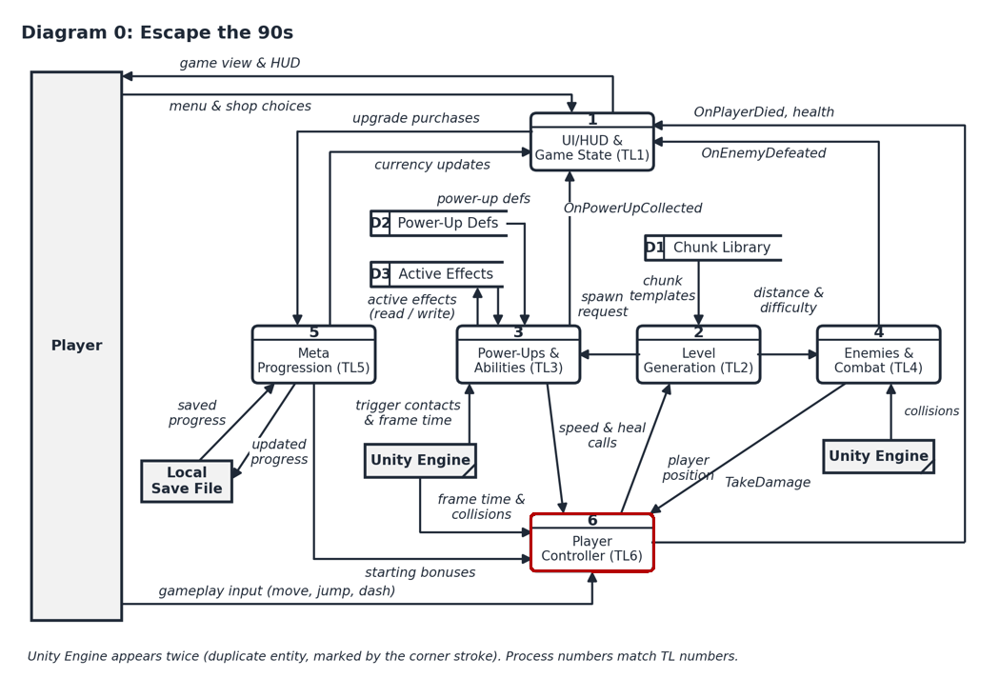 Diagram 0: Escape the 90s
game view & HUD
menu & shop choices
upgrade purchases
currency updates
OnPlayerDied, health
OnEnemyDefeated
1
UI/HUD &
Game State (TL1)
power-up defs
D2 Power-Up Defs
OnPowerUpCollected
D1 Chunk Library
D3 Active Effects
active effects
(read / write)
spawn
request
chunk
templates
distance &
difficulty
Player
5
Meta
Progression (TL5)
3
Power-Ups &
Abilities (TL3)
2
Level
Generation (TL2)
4
Enemies &
Combat (TL4)
saved
progress
updated
progress
trigger contacts
& frame time
speed & heal
calls
collisions
Local
Save File
Unity Engine
Unity Engine
player
position
TakeDamage
frame time &
collisions
6
Player
Controller (TL6)
starting bonuses
gameplay input (move, jump, dash)
Unity Engine appears twice (duplicate entity, marked by the corner stroke). Process numbers match TL numbers.